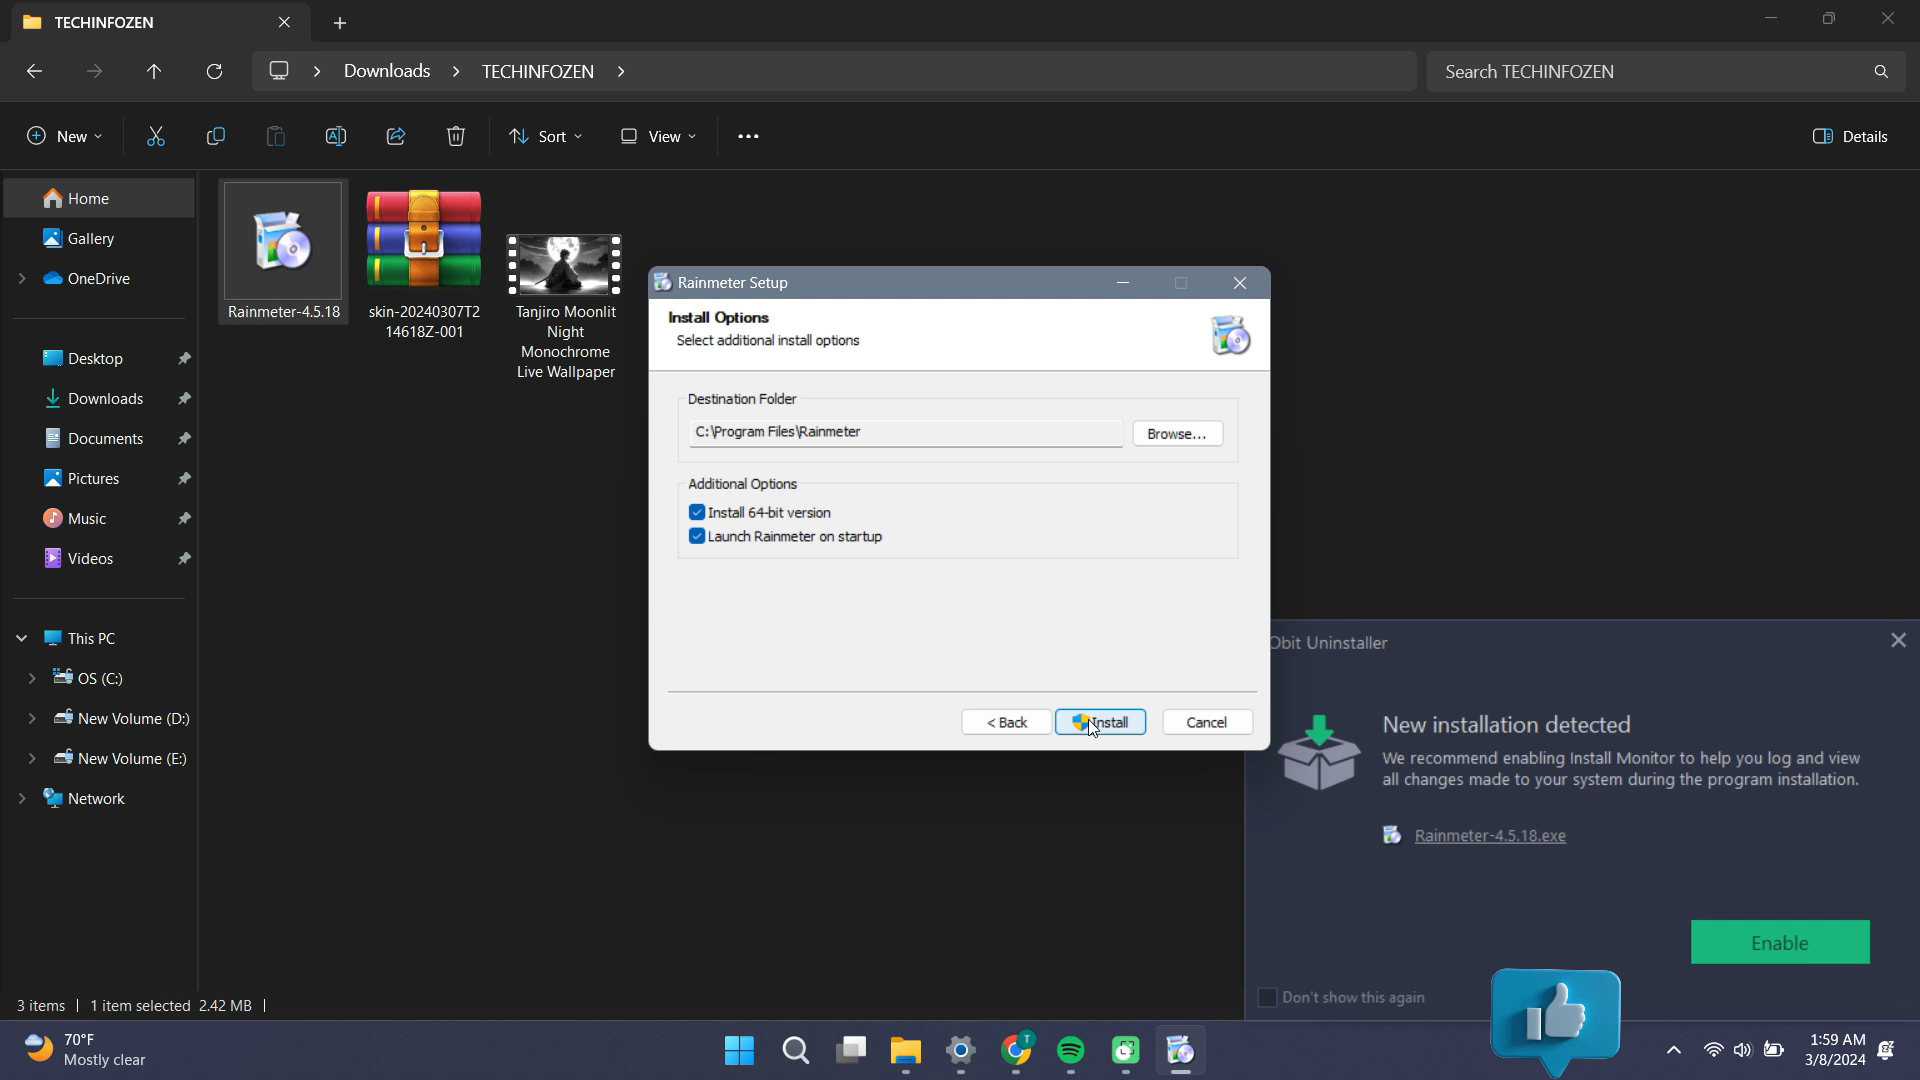 TECHINFOZEN
Downloads
TECHINFOZEN
Search TECHINFOZEN
New
Sort
View
Details
Home
Gallery
OneDrive
Desktop
Downloads
Documents
Pictures
Music
Videos
This PC
OS (C:)
New Volume (D:)
New Volume (E:)
Network
Rainmeter-4.5.18
skin-20240307T2
14618Z-001
Tanjiro Moonlit
Night
Monochrome
Live Wallpaper
Rainmeter Setup
Install Options
Select additional install options
Destination Folder
C:\Program Files\Rainmeter
Browse...
Additional Options
Install 64-bit version
Launch Rainmeter on startup
< Back
Install
Cancel
Obit Uninstaller
New installation detected
We recommend enabling Install Monitor to help you log and view
all changes made to your system during the program installation.
Rainmeter-4.5.18.exe
Enable
Don't show this again
3 items
1 item selected 2.42 MB
70°F
Mostly clear
T
1:59 AM
3/8/2024